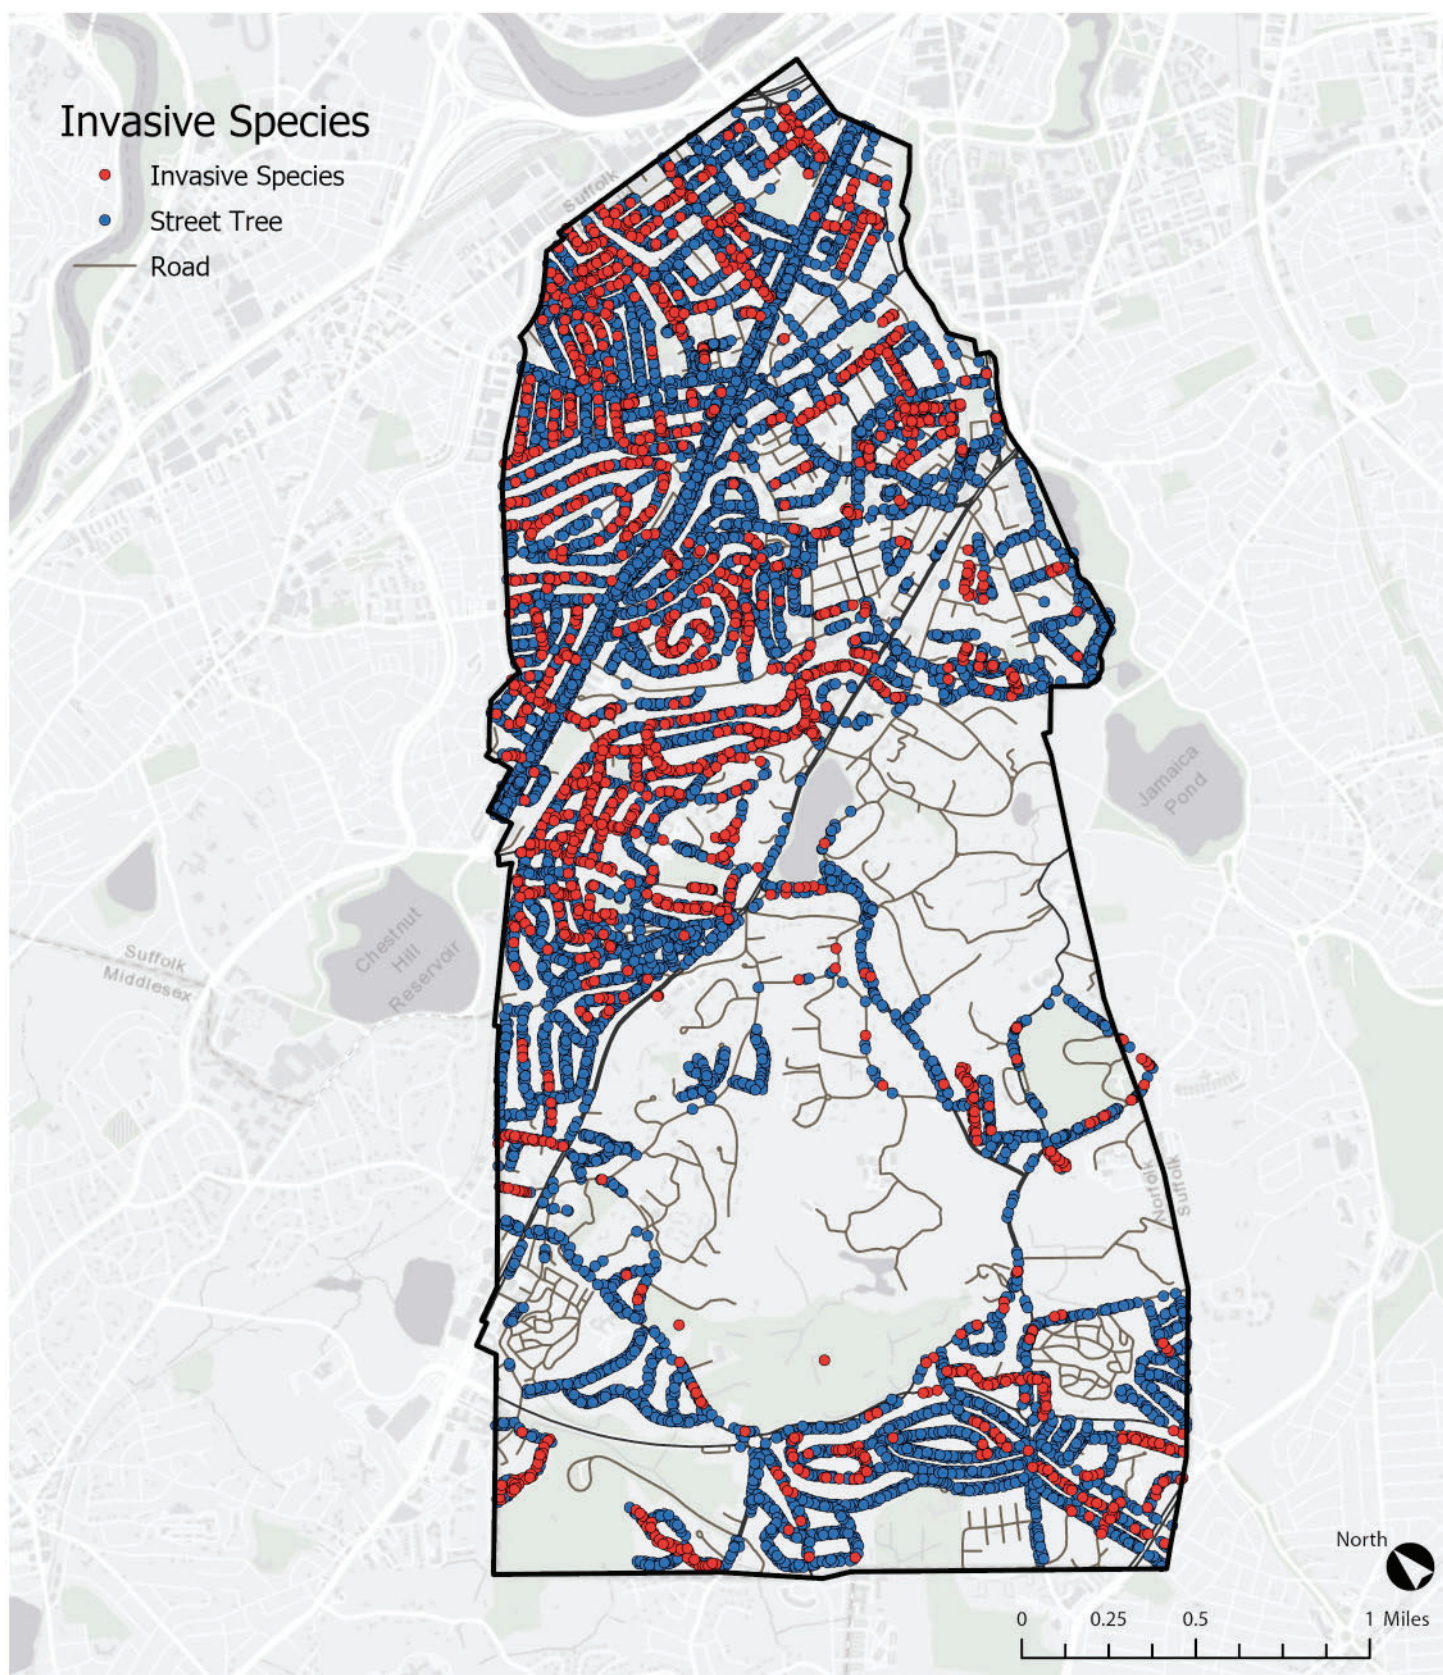 Invasive Species
Invasive Species
Street Tree
Road
Suffolk
Jamaica
Pond
Chestnut
Hill
Reservoir
Suffolk
Middlesex
Norfolk
Suffolk
North
0 0.25 0.5 1 Miles